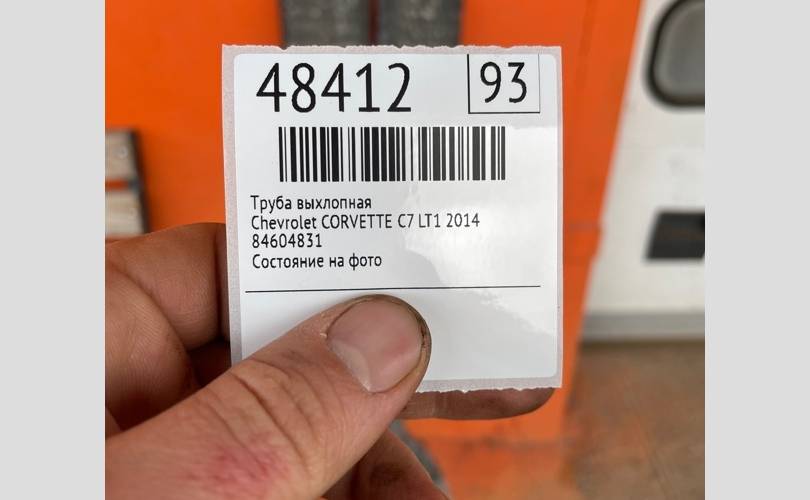 48412
93
Труба выхлопная
Chevrolet CORVETTE C7 LT1 2014
84604831
Состояние на фото